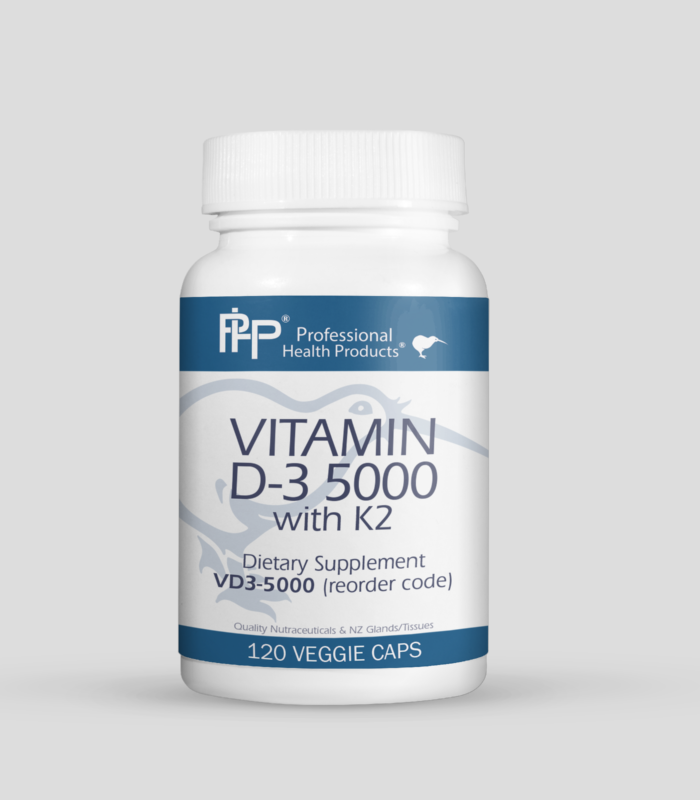 PHP®
Professional
Health Products®
VITAMIN
D-3 5000
with K2
Dietary Supplement
VD3-5000 (reorder code)
Quality Nutraceuticals & NZ Glands/Tissues
120 VEGGIE CAPS